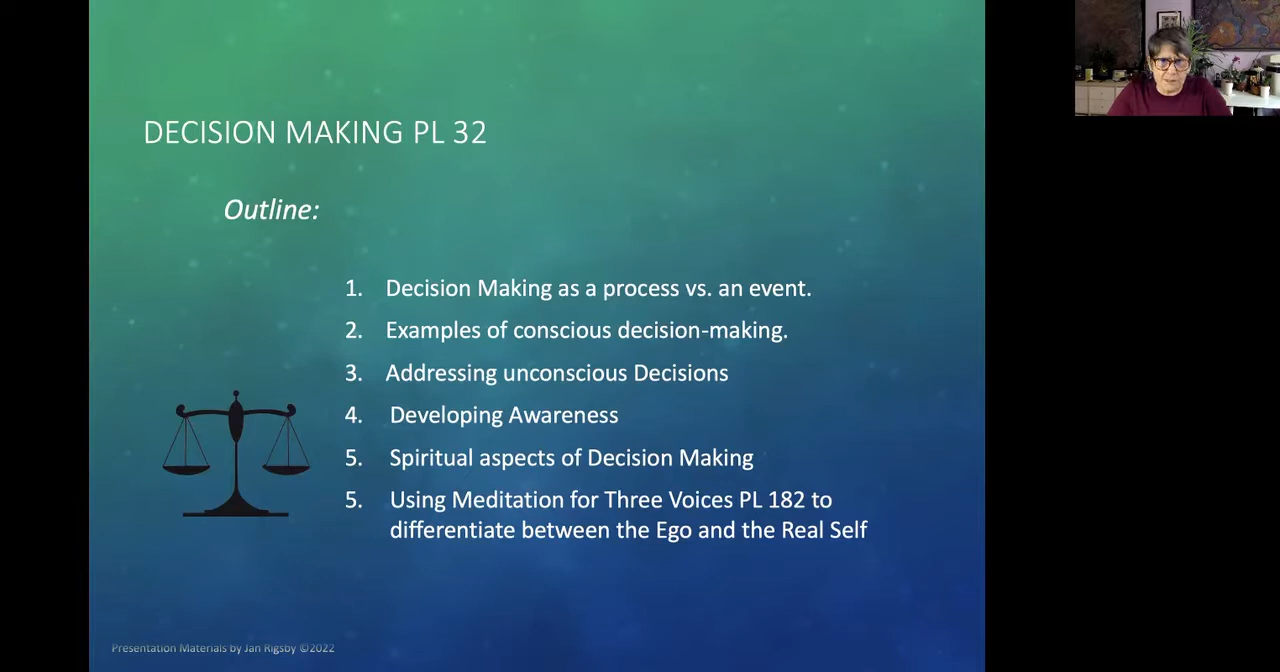 DECISION MAKING PL 32
Outline:
1. Decision Making as a process vs. an event.
2. Examples of conscious decision-making.
3. Addressing unconscious Decisions
4. Developing Awareness
5. Spiritual aspects of Decision Making
5. Using Meditation for Three Voices PL 182 to
differentiate between the Ego and the Real Self
Presentation Materials by Jan Rigsby ©2022